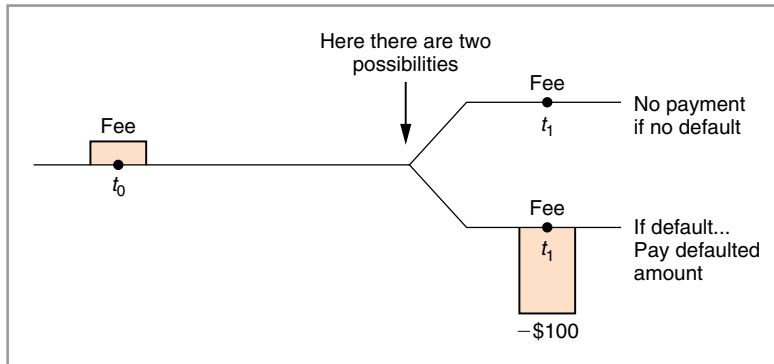 Here there are two
possibilities
Fee
t0
Fee
t1
No payment
if no default
Fee
t1
If default...
Pay defaulted
amount
−$100